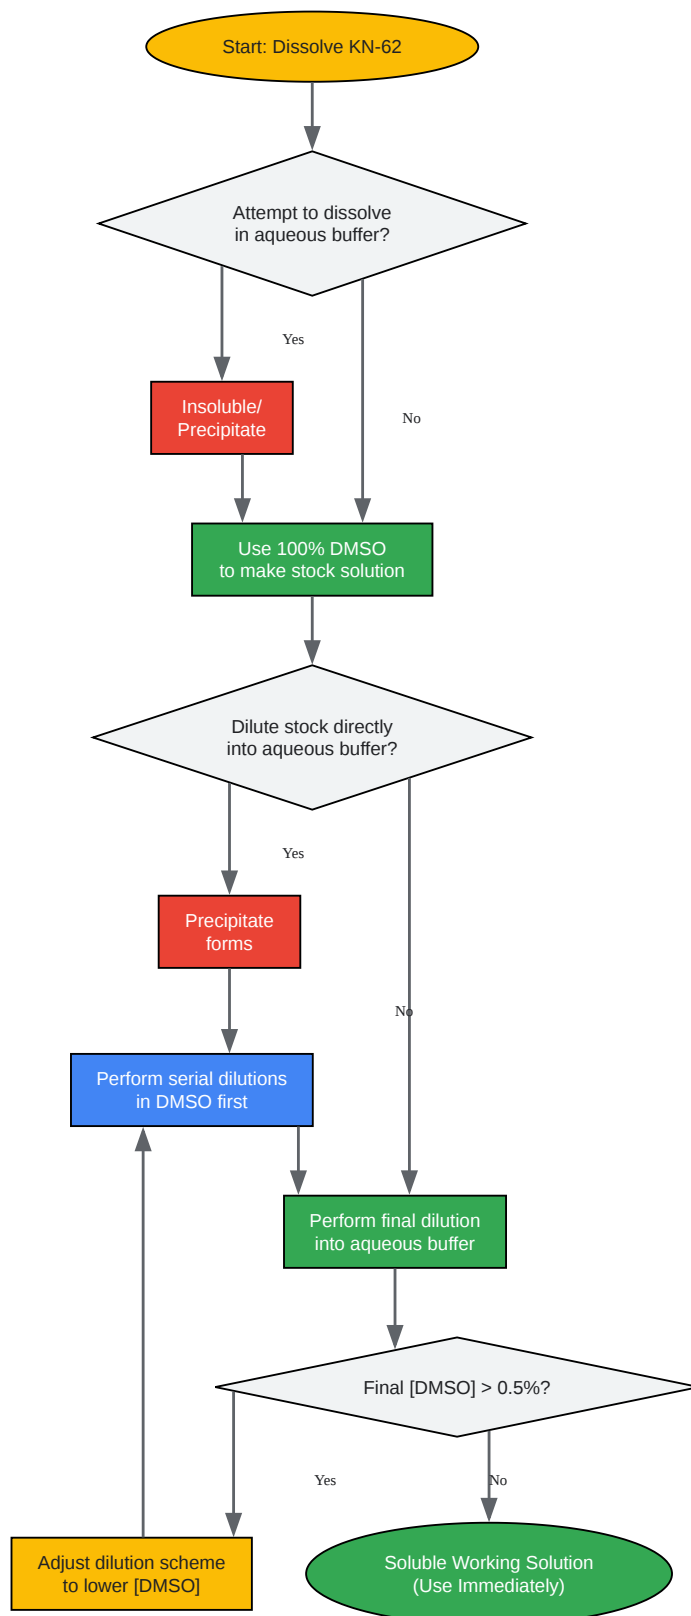 Start: Dissolve KN-62
Attempt to dissolve
in aqueous buffer?
Yes
Insoluble/
Precipitate
No
Use 100% DMSO
to make stock solution
Dilute stock directly
into aqueous buffer?
Yes
Precipitate
forms
No
Perform serial dilutions
in DMSO first
Perform final dilution
into aqueous buffer
Final [DMSO] > 0.5%?
Yes
No
Adjust dilution scheme
to lower [DMSO]
Soluble Working Solution
(Use Immediately)